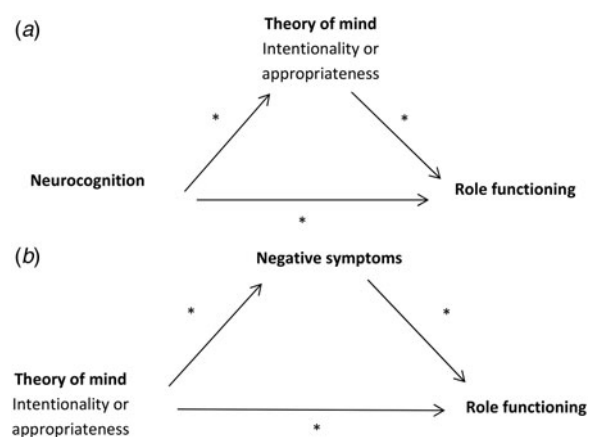 (a)
Theory of mind
Intentionality or
appropriateness
*
*
Neurocognition
Role functioning
*
(b)
Negative symptoms
*
*
Theory of mind
Intentionality or
appropriateness
Role functioning
*